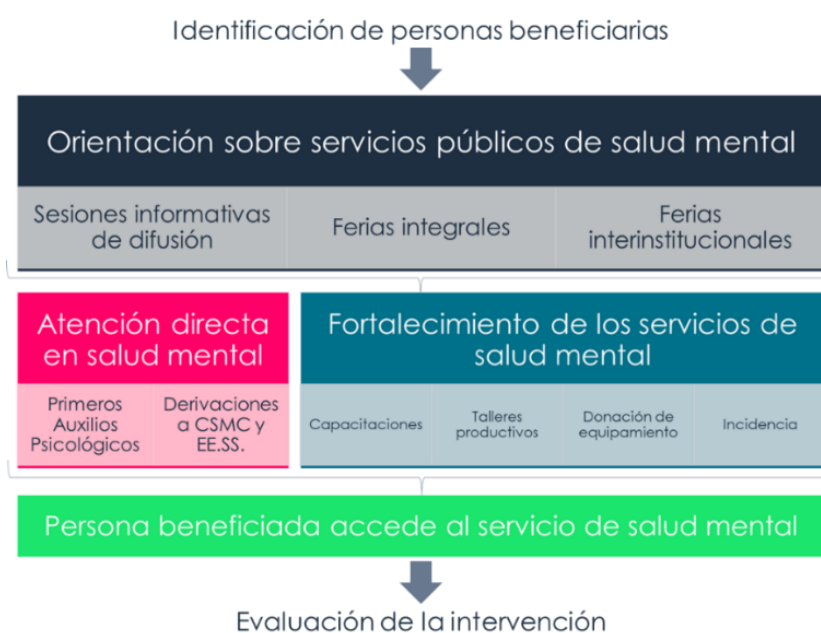 Identificación de personas beneficiarias
Orientación sobre servicios públicos de salud mental
Sesiones informativas
de difusión
Ferias integrales
Ferias
interinstitucionales
Atención directa
en salud mental
Primeros
Auxilios
Psicológicos
Derivaciones
a CSMC y
EE.SS.
Fortalecimiento de los servicios de
salud mental
Capacitaciones
Talleres
productivos
Donación de
equipamiento
Incidencia
Persona beneficiada accede al servicio de salud mental
Evaluación de la intervención